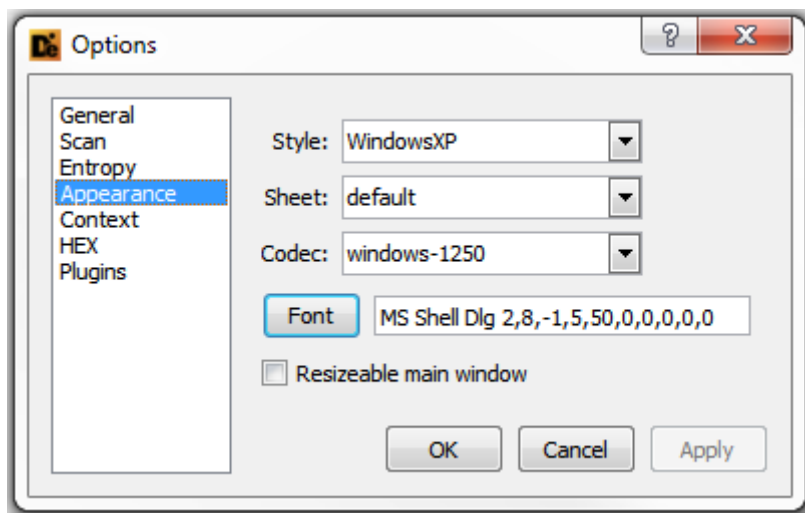 De Options
?
X
General
Scan
Entropy
Appearance
Context
HEX
Plugins
Style: WindowsXP
Sheet: default
Codec: windows-1250
Font MS Shell Dlg 2,8,-1,5,50,0,0,0,0,0
Resizeable main window
OK Cancel Apply